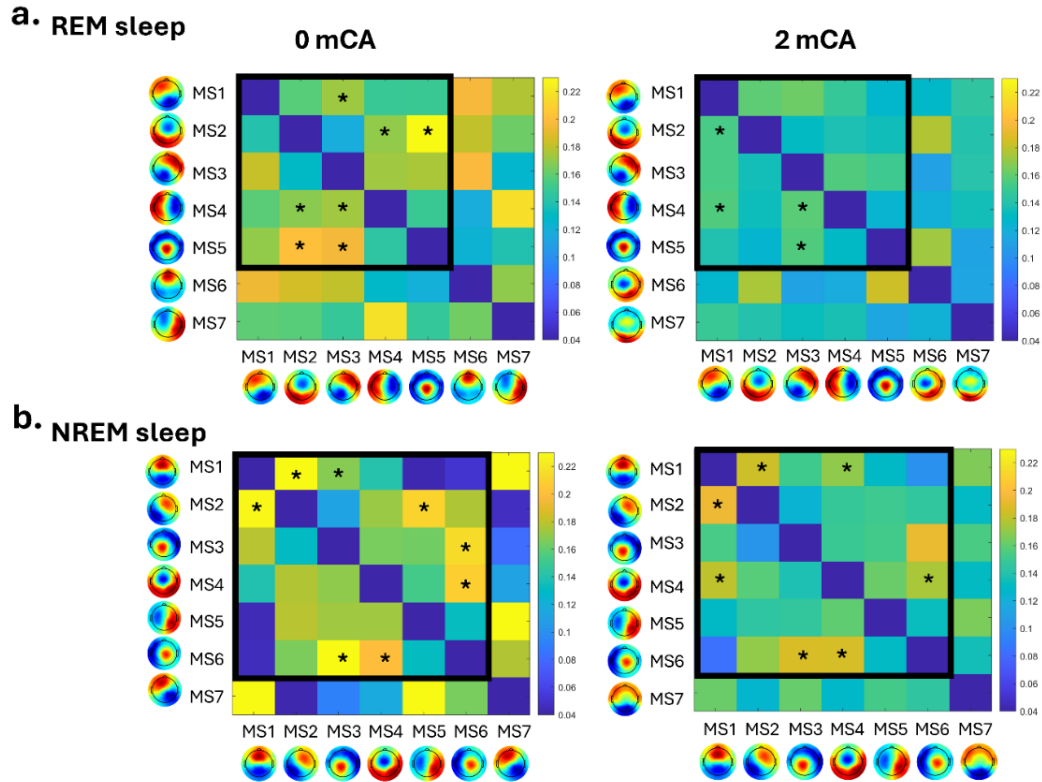 a. REM sleep
0 mCA
2 mCA
MS1
MS2
MS3
MS4
MS5
MS6
MS7
* * * * * * * *
0.22
0.2
0.18
0.16
0.14
0.12
0.1
0.08
0.06
0.04
MS1 MS2 MS3 MS4 MS5 MS6 MS7
MS1
MS2
MS3
MS4
MS5
MS6
MS7
* * * *
0.22
0.2
0.18
0.16
0.14
0.12
0.1
0.08
0.06
0.04
MS1 MS2 MS3 MS4 MS5 MS6 MS7
b. NREM sleep
MS1
MS2
MS3
MS4
MS5
MS6
MS7
* * * * * * * *
0.22
0.2
0.18
0.16
0.14
0.12
0.1
0.08
0.06
0.04
MS1 MS2 MS3 MS4 MS5 MS6 MS7
MS1
MS2
MS3
MS4
MS5
MS6
MS7
* * * * * * *
0.22
0.2
0.18
0.16
0.14
0.12
0.1
0.08
0.06
0.04
MS1 MS2 MS3 MS4 MS5 MS6 MS7